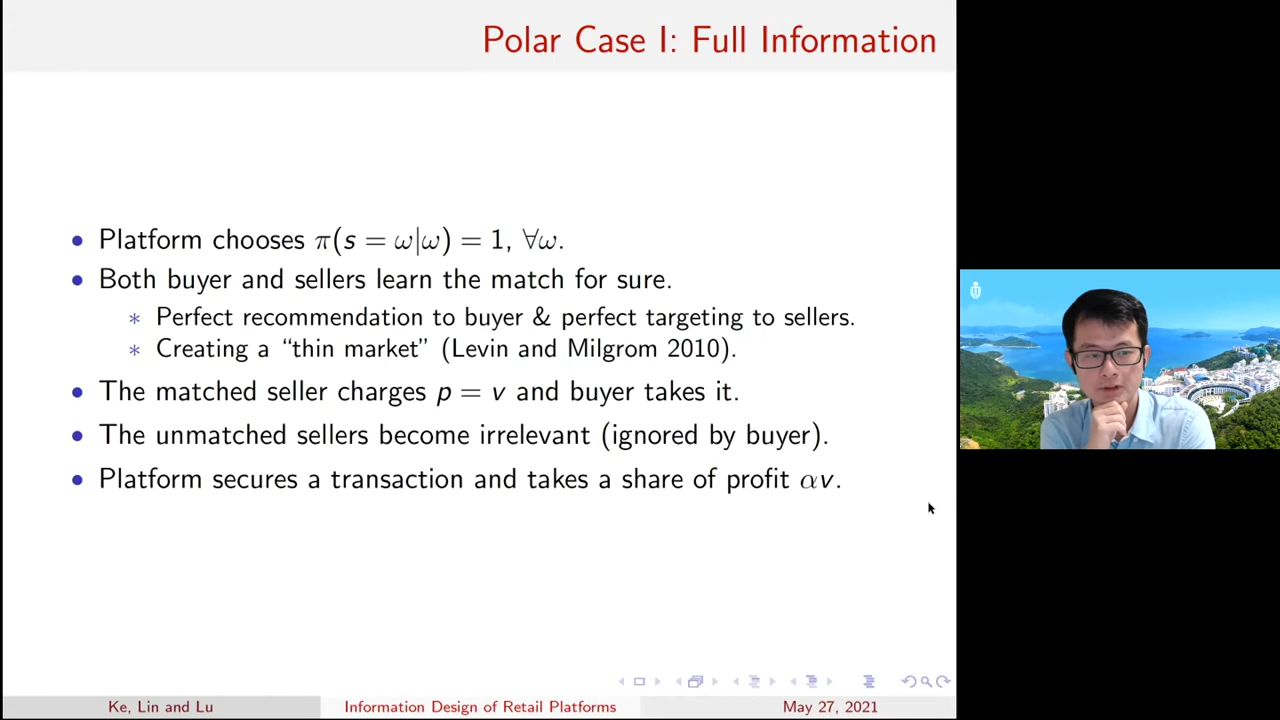 Polar Case I: Full Information
• Platform chooses π(s = ω|ω) = 1, ∀ω.
• Both buyer and sellers learn the match for sure.
∗ Perfect recommendation to buyer & perfect targeting to sellers.
∗ Creating a “thin market” (Levin and Milgrom 2010).
• The matched seller charges p = v and buyer takes it.
• The unmatched sellers become irrelevant (ignored by buyer).
• Platform secures a transaction and takes a share of profit αv.
Ke, Lin and Lu Information Design of Retail Platforms May 27, 2021